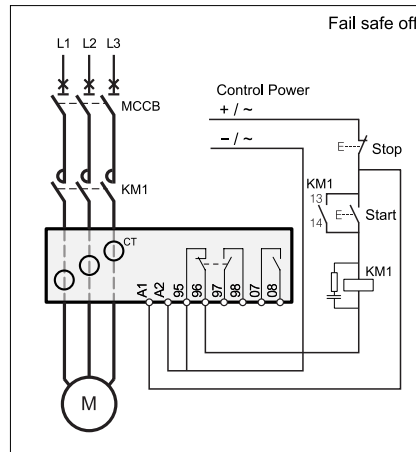 Fail safe off
L1 L2 L3
Control Power
MCCB
+ / ~
− / ~
E Stop
KM1
KM1
13
14
E Start
CT
KM1
A1 A2 95 96 97 98 07 08
M